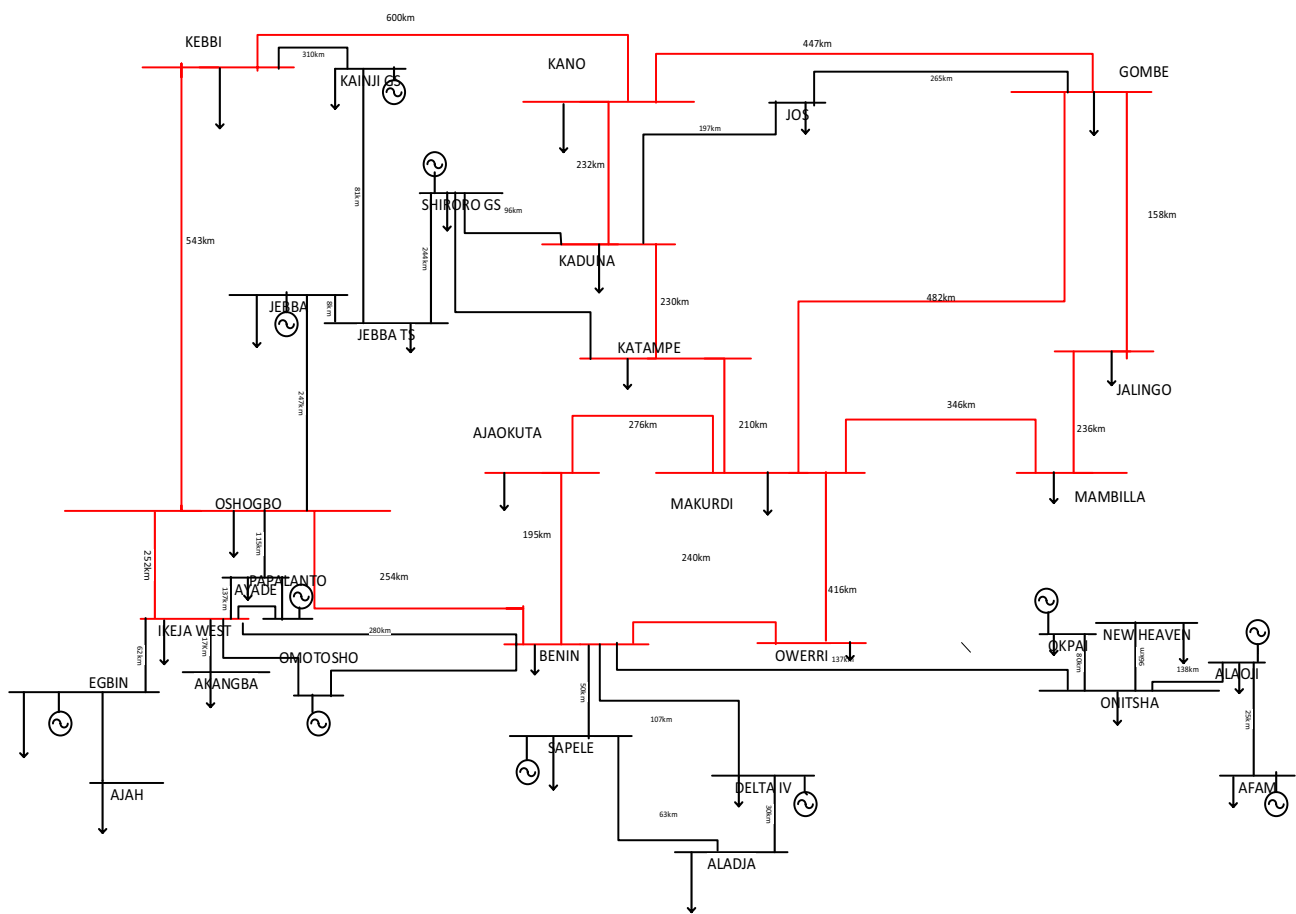 600km
KEBBI
447km
310km
KANO
GOMBE
KAINJI GS
265km
JOS
197km
232km
81km
SHIRORO GS
96km
158km
543km
244km
KADUNA
230km
482km
JEBBA
8km
JEBBA TS
KATAMPE
JALINGO
247km
346km
276km
210km
236km
AJAOKUTA
MAKURDI
MAMBILLA
OSHOGBO
115km
195km
240km
252km
254km
PAPALANTO
AYADE
137km
416km
IKEJA WEST
280km
17Km
62km
OMOTOSHO
BENIN
OWERRI
137km
OKPAI
NEW HEAVEN
80km
96km
138km
ALAOJI
EGBIN
AKANGBA
50km
ONITSHA
25km
107km
SAPELE
AJAH
DELTA IV
AFAM
63km
30km
ALADJA